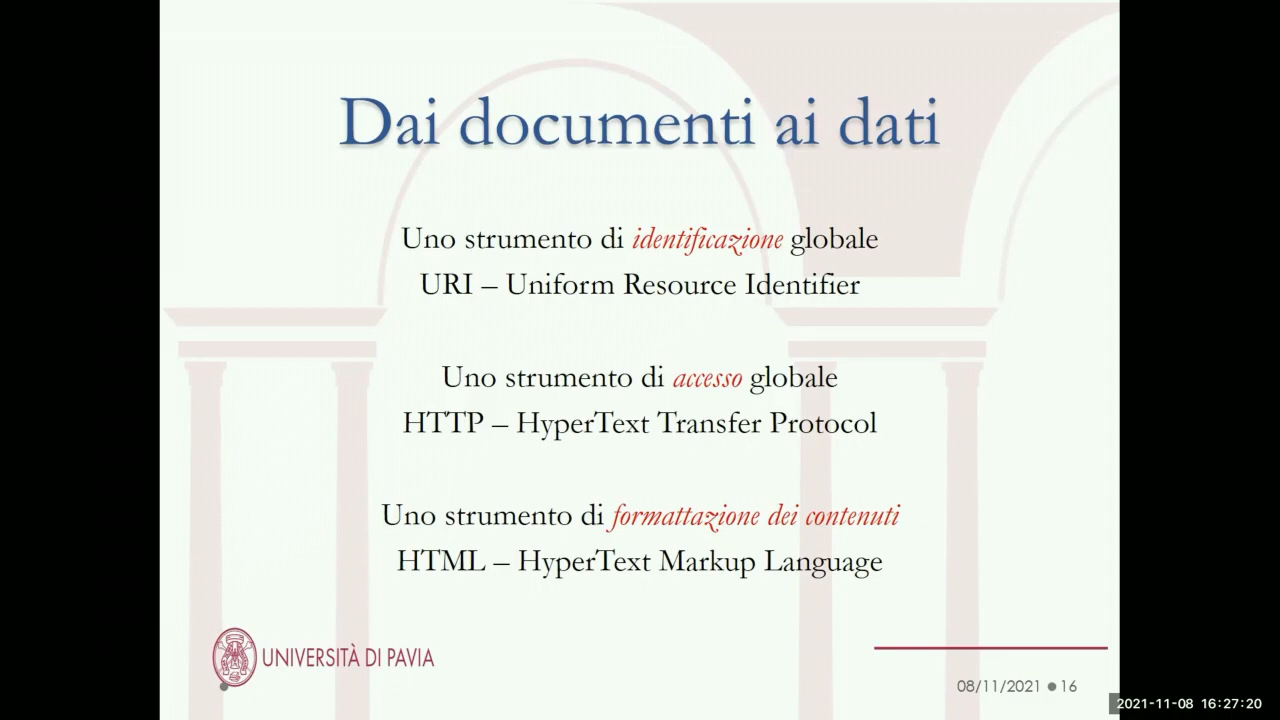 Dai documenti ai dati
Uno strumento di identificazione globale
URI – Uniform Resource Identifier
Uno strumento di accesso globale
HTTP – HyperText Transfer Protocol
Uno strumento di formattazione dei contenuti
HTML – HyperText Markup Language
UNIVERSITÀ DI PAVIA
08/11/2021 ● 16
2021-11-08 16:27:20